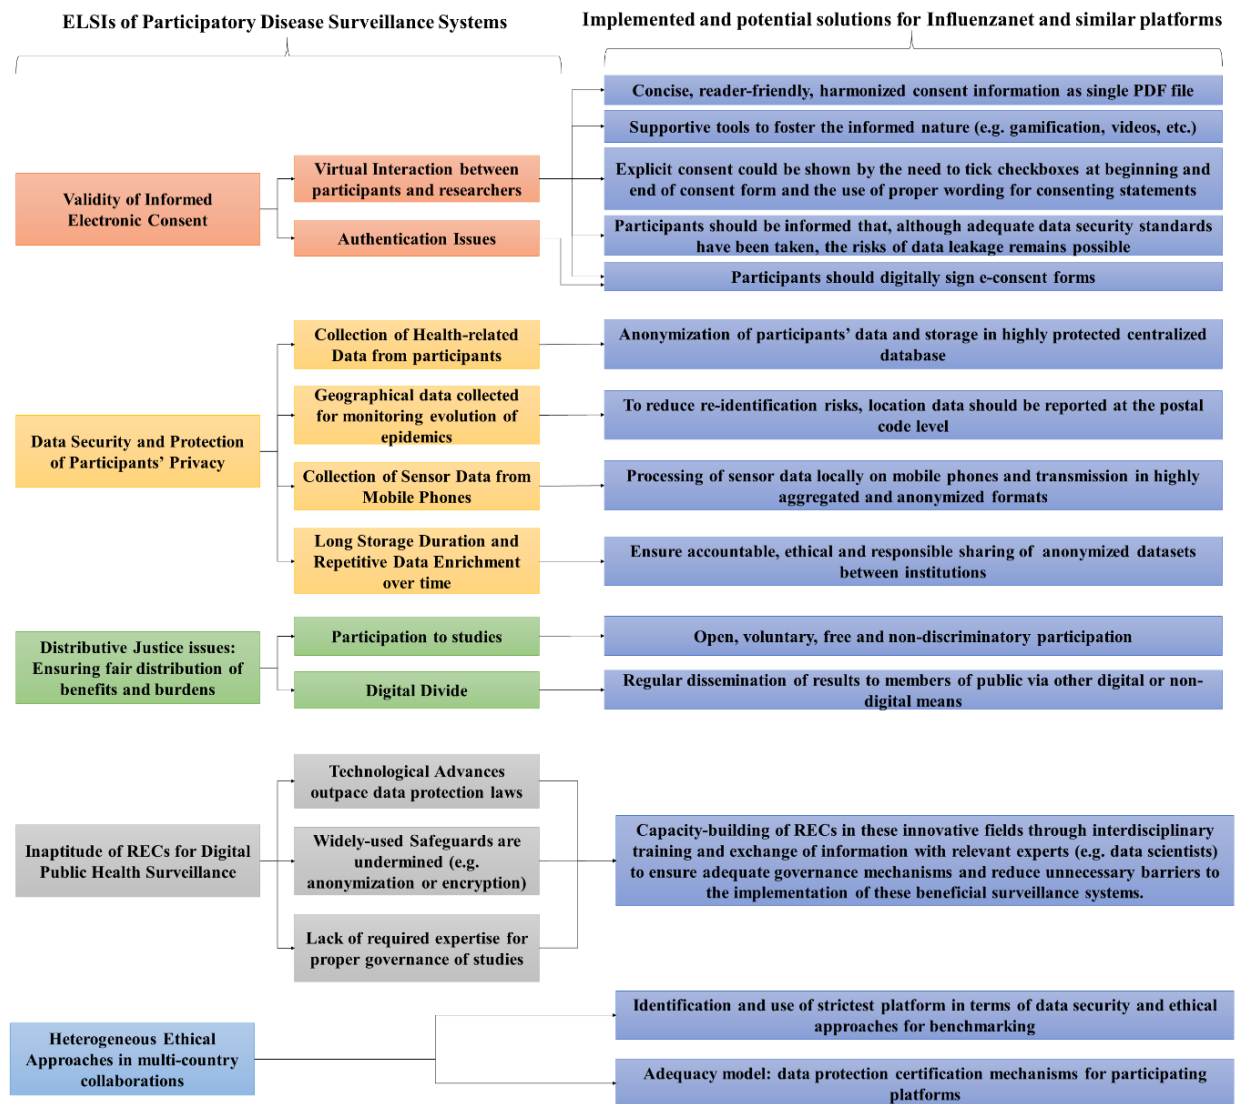 ELSIs of Participatory Disease Surveillance Systems
Implemented and potential solutions for Influenzanet and similar platforms
Validity of Informed
Electronic Consent
Virtual Interaction between
participants and researchers
Authentication Issues
Concise, reader-friendly, harmonized consent information as single PDF file
Supportive tools to foster the informed nature (e.g. gamification, videos, etc.)
Explicit consent could be shown by the need to tick checkboxes at beginning and
end of consent form and the use of proper wording for consenting statements
Participants should be informed that, although adequate data security standards
have been taken, the risks of data leakage remains possible
Participants should digitally sign e-consent forms
Data Security and Protection
of Participants' Privacy
Collection of Health-related
Data from participants
Anonymization of participants' data and storage in highly protected centralized
database
Geographical data collected
for monitoring evolution of
epidemics
To reduce re-identification risks, location data should be reported at the postal
code level
Collection of Sensor Data from
Mobile Phones
Processing of sensor data locally on mobile phones and transmission in highly
aggregated and anonymized formats
Long Storage Duration and
Repetitive Data Enrichment
over time
Ensure accountable, ethical and responsible sharing of anonymized datasets
between institutions
Distributive Justice issues:
Ensuring fair distribution of
benefits and burdens
Participation to studies
Open, voluntary, free and non-discriminatory participation
Digital Divide
Regular dissemination of results to members of public via other digital or non-
digital means
Inaptitude of RECs for Digital
Public Health Surveillance
Technological Advances
outpace data protection laws
Widely-used Safeguards are
undermined (e.g.
anonymization or encryption)
Lack of required expertise for
proper governance of studies
Capacity-building of RECs in these innovative fields through interdisciplinary
training and exchange of information with relevant experts (e.g. data scientists)
to ensure adequate governance mechanisms and reduce unnecessary barriers to
the implementation of these beneficial surveillance systems.
Heterogeneous Ethical
Approaches in multi-country
collaborations
Identification and use of strictest platform in terms of data security and ethical
approaches for benchmarking
Adequacy model: data protection certification mechanisms for participating
platforms